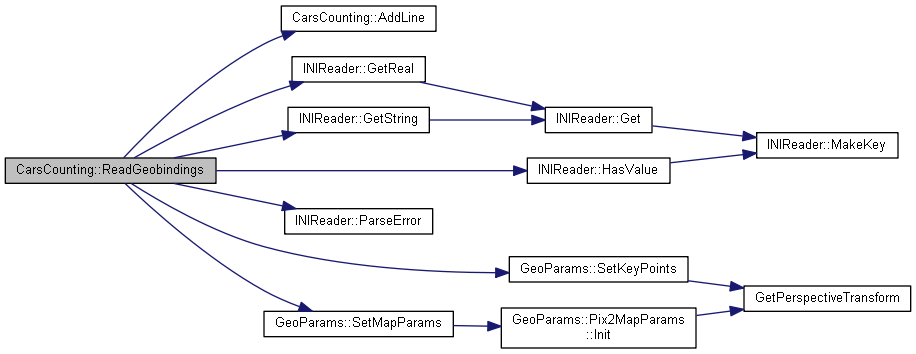 CarsCounting::AddLine
INIReader::GetReal
INIReader::GetString
INIReader::Get
INIReader::MakeKey
CarsCounting::ReadGeobindings
INIReader::HasValue
INIReader::ParseError
GeoParams::SetKeyPoints
GetPerspectiveTransform
GeoParams::SetMapParams
GeoParams::Pix2MapParams
::Init